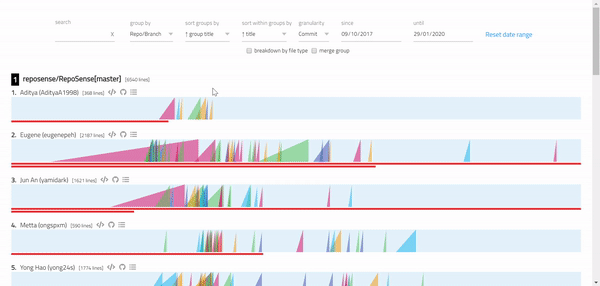 search
group by
sort groups by
sort within groups by
granularity
since
until
x
Repo/Branch
↑ group title
↑ title
Commit
09/10/2017
29/01/2020
Reset date range
breakdown by file type
merge group
1 reposense/RepoSense[master] [6540 lines]
1. Aditya (AdityaA1998) [368 lines]
2. Eugene (eugenepeh) [2187 lines]
3. Jun An (yamidark) [1621 lines]
4. Metta (ongspxm) [590 lines]
5. Yong Hao (yong24s) [1774 lines]